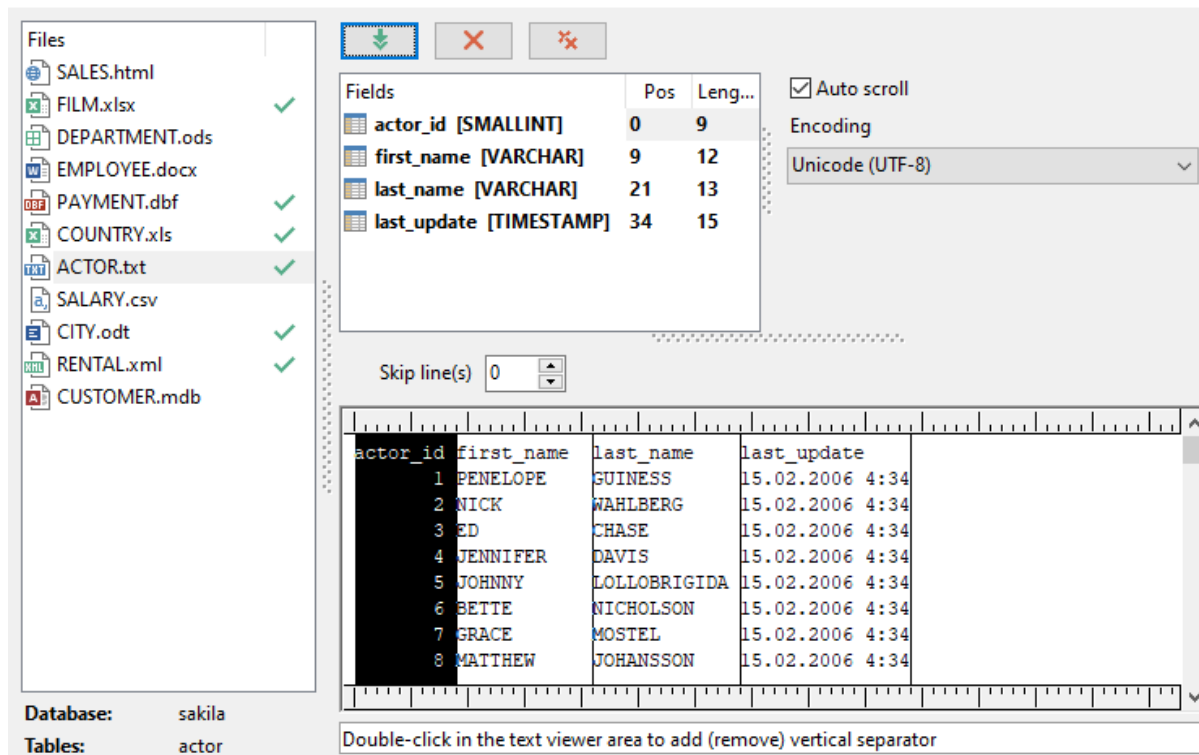 Files
SALES.html
FILM.xlsx
DEPARTMENT.ods
EMPLOYEE.docx
PAYMENT.dbf
COUNTRY.xls
ACTOR.txt
SALARY.csv
CITY.odt
RENTAL.xml
CUSTOMER.mdb
Database: sakila
Tables: actor
Fields Pos Leng...
actor_id [SMALLINT] 0 9
first_name [VARCHAR] 9 12
last_name [VARCHAR] 21 13
last_update [TIMESTAMP] 34 15
Auto scroll
Encoding
Unicode (UTF-8)
Skip line(s) 0
actor_id first_name last_name last_update
1 PENELOPE GUINESS 15.02.2006 4:34
2 NICK WAHLBERG 15.02.2006 4:34
3 ED CHASE 15.02.2006 4:34
4 JENNIFER DAVIS 15.02.2006 4:34
5 JOHNNY LOLLOBRIGIDA 15.02.2006 4:34
6 BETTE NICHOLSON 15.02.2006 4:34
7 GRACE MOSTEL 15.02.2006 4:34
8 MATTHEW JOHANSSON 15.02.2006 4:34
Double-click in the text viewer area to add (remove) vertical separator